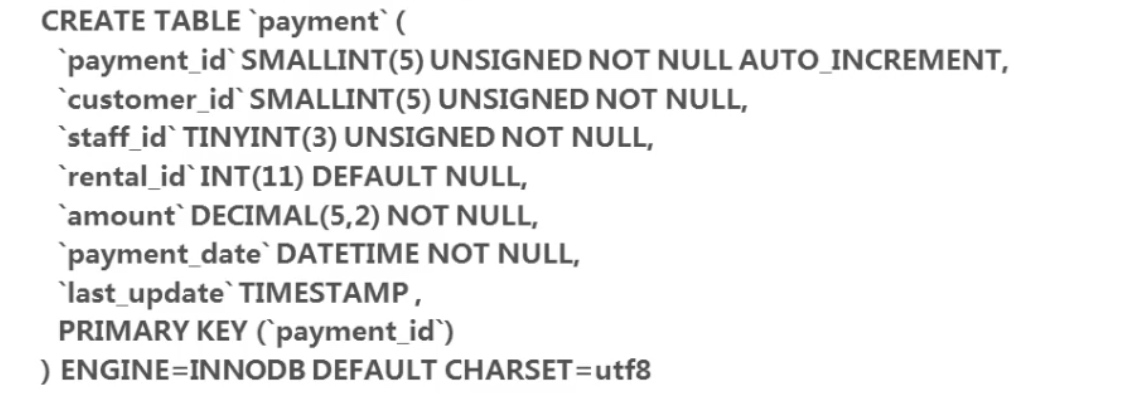 CREATE TABLE `payment` (
`payment_id` SMALLINT(5) UNSIGNED NOT NULL AUTO_INCREMENT,
`customer_id` SMALLINT(5) UNSIGNED NOT NULL,
`staff_id` TINYINT(3) UNSIGNED NOT NULL,
`rental_id` INT(11) DEFAULT NULL,
`amount` DECIMAL(5,2) NOT NULL,
`payment_date` DATETIME NOT NULL,
`last_update` TIMESTAMP ,
PRIMARY KEY (`payment_id`)
) ENGINE=INNODB DEFAULT CHARSET=utf8